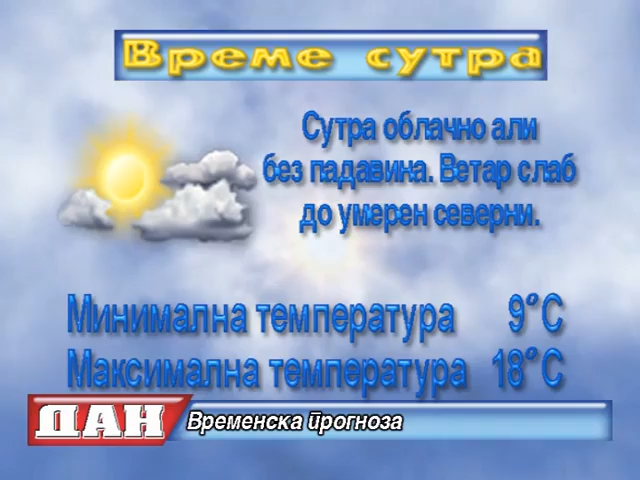 Време сутра
Сутра облачно али
без падавина. Ветар слаб
до умерен северни.
Минимална температура 9°C
Максимална температура 18°C
ДАН Временска прогноза